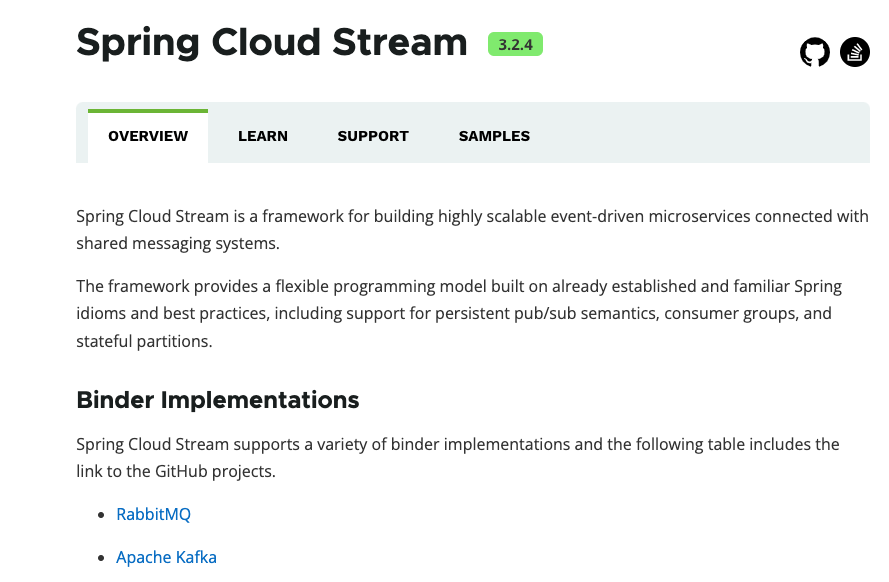 Spring Cloud Stream 3.2.4
OVERVIEW LEARN SUPPORT SAMPLES
Spring Cloud Stream is a framework for building highly scalable event-driven microservices connected with
shared messaging systems.
The framework provides a flexible programming model built on already established and familiar Spring
idioms and best practices, including support for persistent pub/sub semantics, consumer groups, and
stateful partitions.
Binder Implementations
Spring Cloud Stream supports a variety of binder implementations and the following table includes the
link to the GitHub projects.
• RabbitMQ
• Apache Kafka